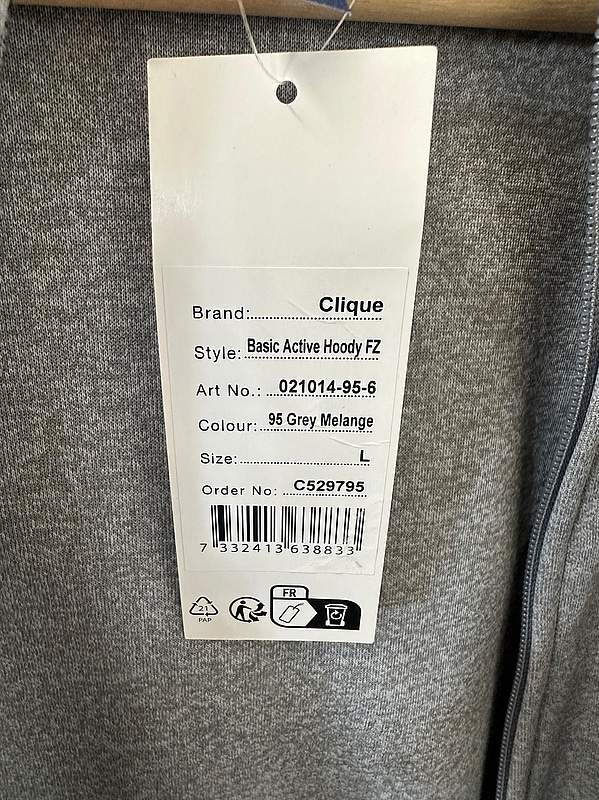 Brand: Clique
Style: Basic Active Hoody FZ
Art No.: 021014-95-6
Colour: 95 Grey Melange
Size: L
Order No: C529795
7 332413 638833
FR
21
PAP